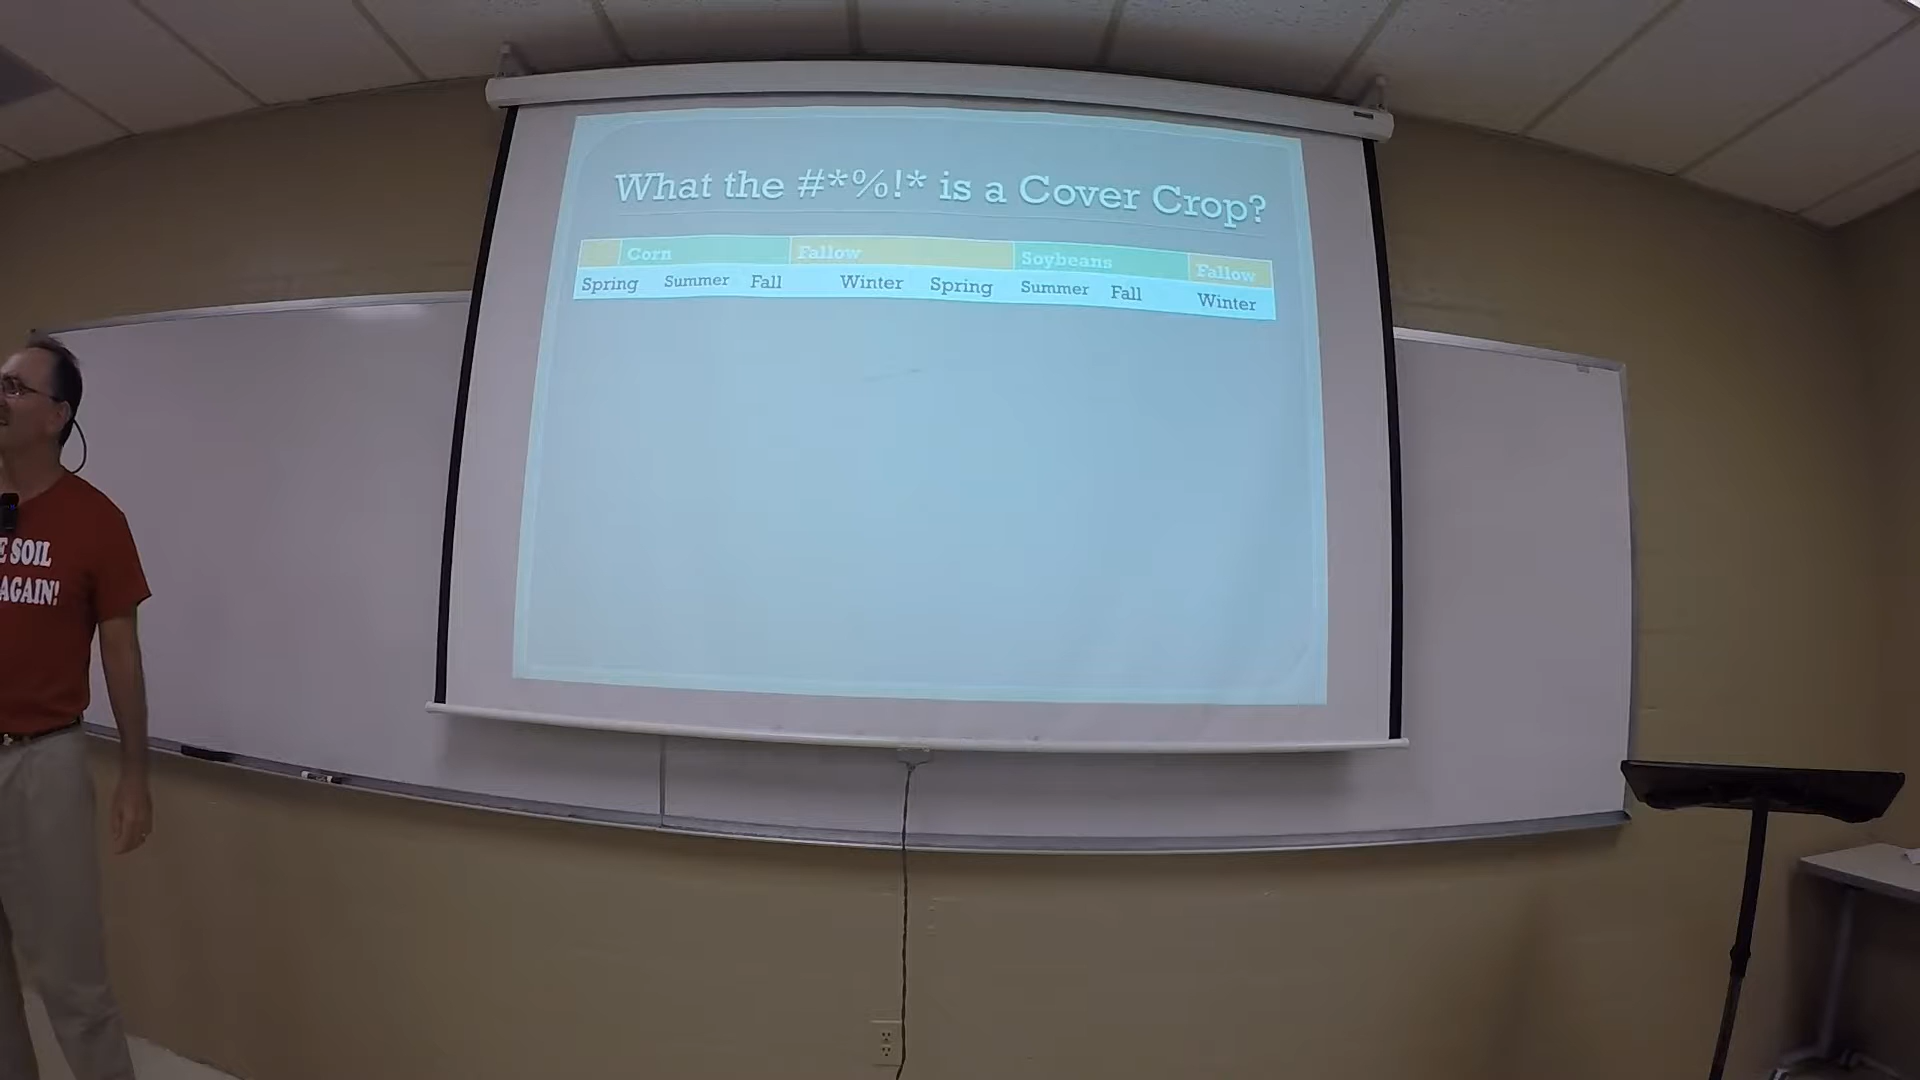 What the #*%!* is a Cover Crop?
Corn Fallow Soybeans Fallow
Spring Summer Fall Winter Spring Summer Fall Winter
E SOIL
AGAIN!